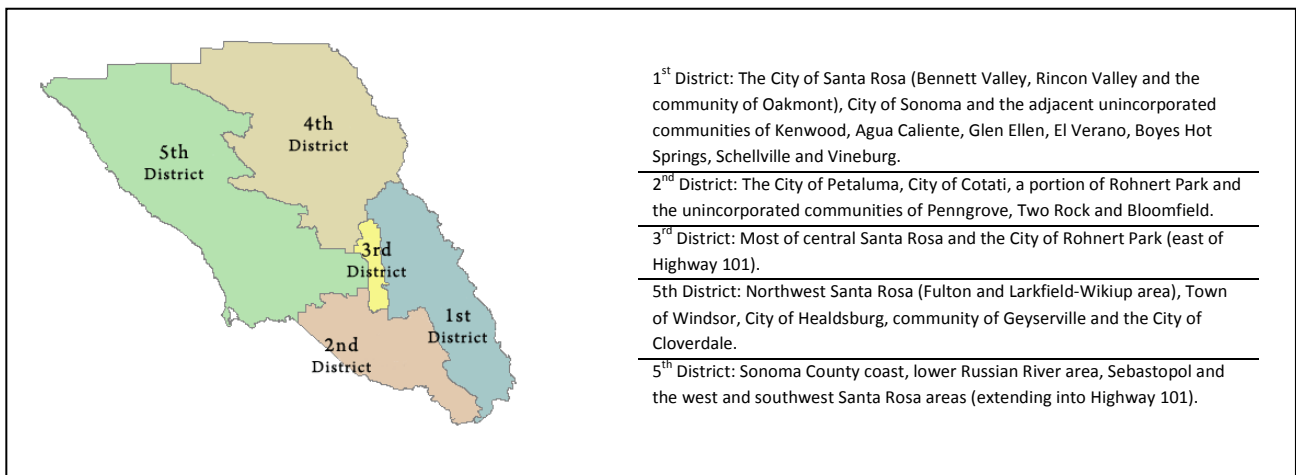 4th
District
5th
District
3rd
District
1st
District
2nd
District
1st District: The City of Santa Rosa (Bennett Valley, Rincon Valley and the
community of Oakmont), City of Sonoma and the adjacent unincorporated
communities of Kenwood, Agua Caliente, Glen Ellen, El Verano, Boyes Hot
Springs, Schellville and Vineburg.
2nd District: The City of Petaluma, City of Cotati, a portion of Rohnert Park and
the unincorporated communities of Penngrove, Two Rock and Bloomfield.
3rd District: Most of central Santa Rosa and the City of Rohnert Park (east of
Highway 101).
5th District: Northwest Santa Rosa (Fulton and Larkfield-Wikiup area), Town
of Windsor, City of Healdsburg, community of Geyserville and the City of
Cloverdale.
5th District: Sonoma County coast, lower Russian River area, Sebastopol and
the west and southwest Santa Rosa areas (extending into Highway 101).